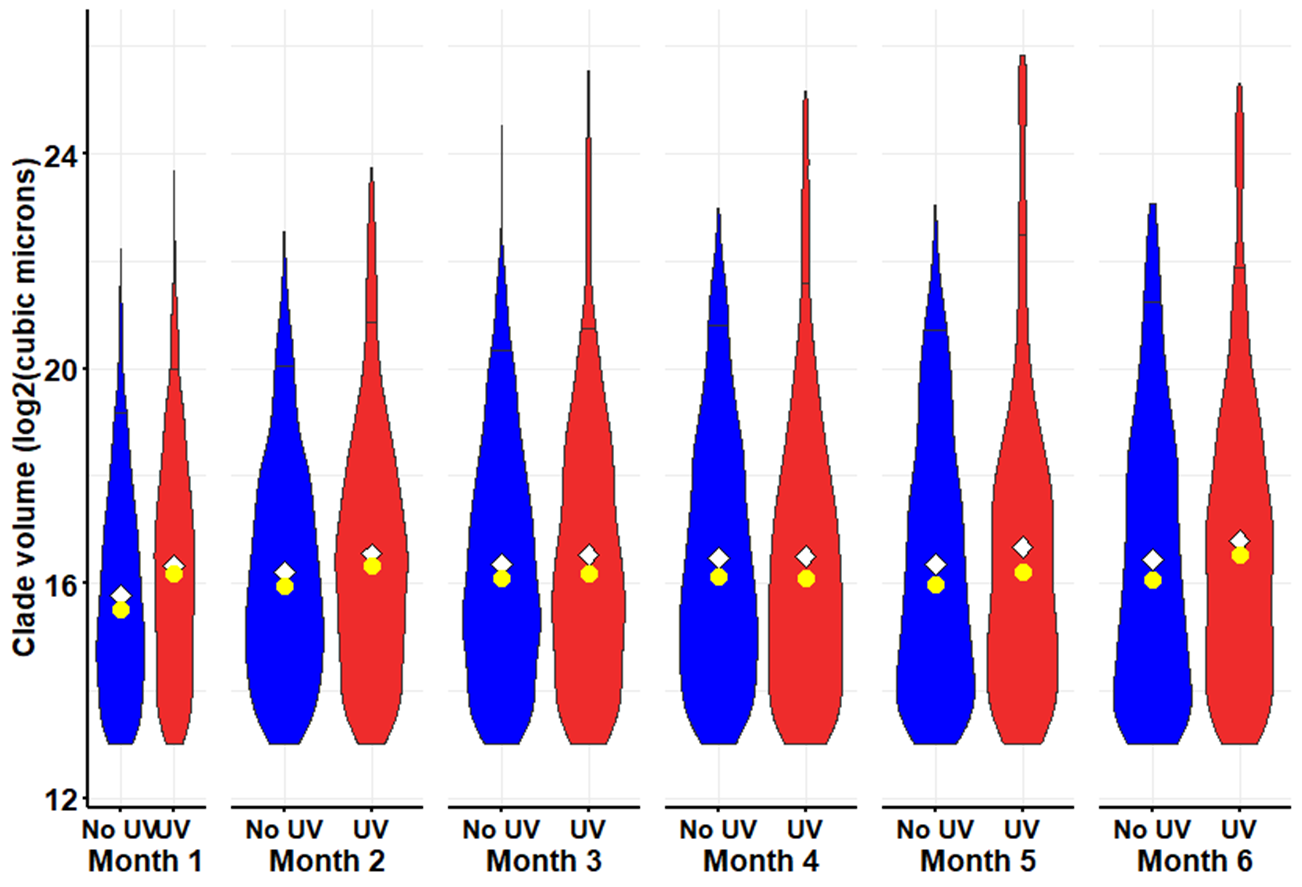 Clade volume (log2(cubic microns)
24
20
16
12
No UV UV No UV UV No UV UV No UV UV No UV UV No UV UV
Month 1 Month 2 Month 3 Month 4 Month 5 Month 6